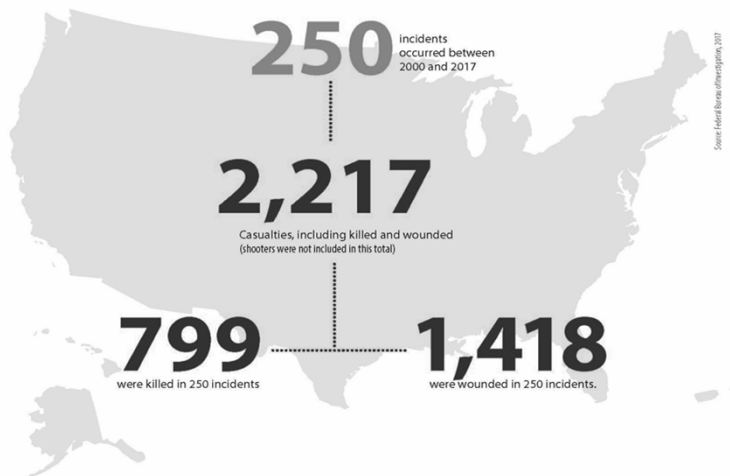 250
incidents
occurred between
2000 and 2017
Source: Federal Bureau of Investigation, 2017
2,217
Casualties, including killed and wounded
(shooters were not included in this total)
799
were killed in 250 incidents
1,418
were wounded in 250 incidents.